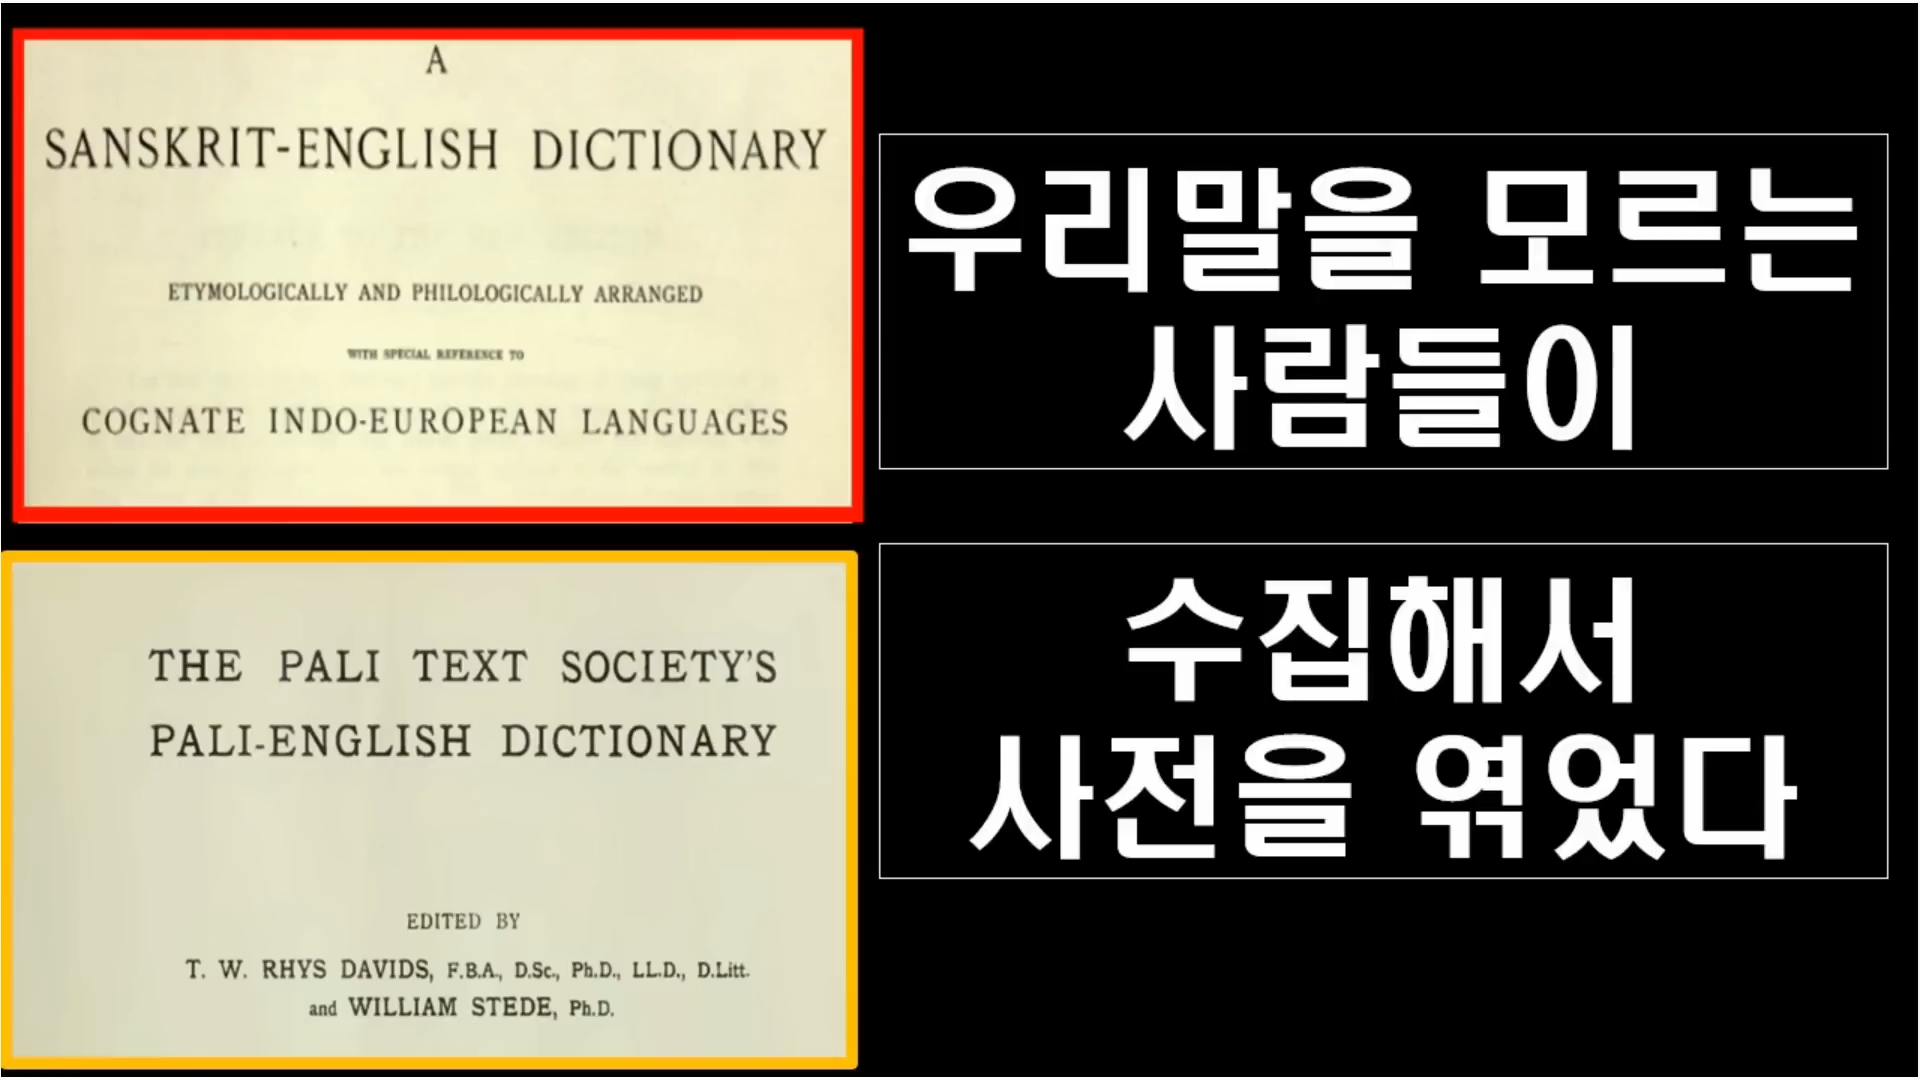 A
SANSKRIT-ENGLISH DICTIONARY
ETYMOLOGICALLY AND PHILOLOGICALLY ARRANGED
WITH SPECIAL REFERENCE TO
COGNATE INDO-EUROPEAN LANGUAGES
THE PALI TEXT SOCIETY'S
PALI-ENGLISH DICTIONARY
EDITED BY
T. W. RHYS DAVIDS, F.B.A., D.Sc., Ph.D., LL.D., D.Litt.
and WILLIAM STEDE, Ph.D.
우리말을 모르는
사람들이
수집해서
사전을 엮었다